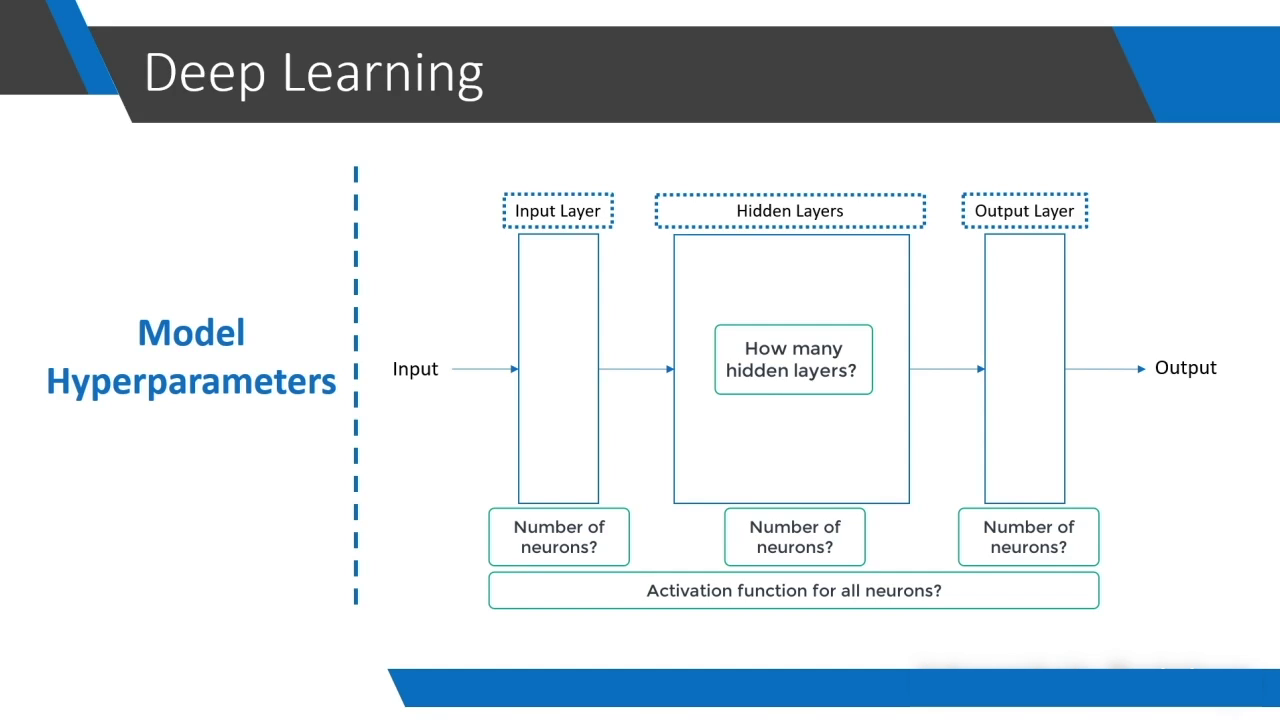 Deep Learning
Model
Hyperparameters
Input Layer
Hidden Layers
Output Layer
Input
How many
hidden layers?
Output
Number of
neurons?
Number of
neurons?
Number of
neurons?
Activation function for all neurons?